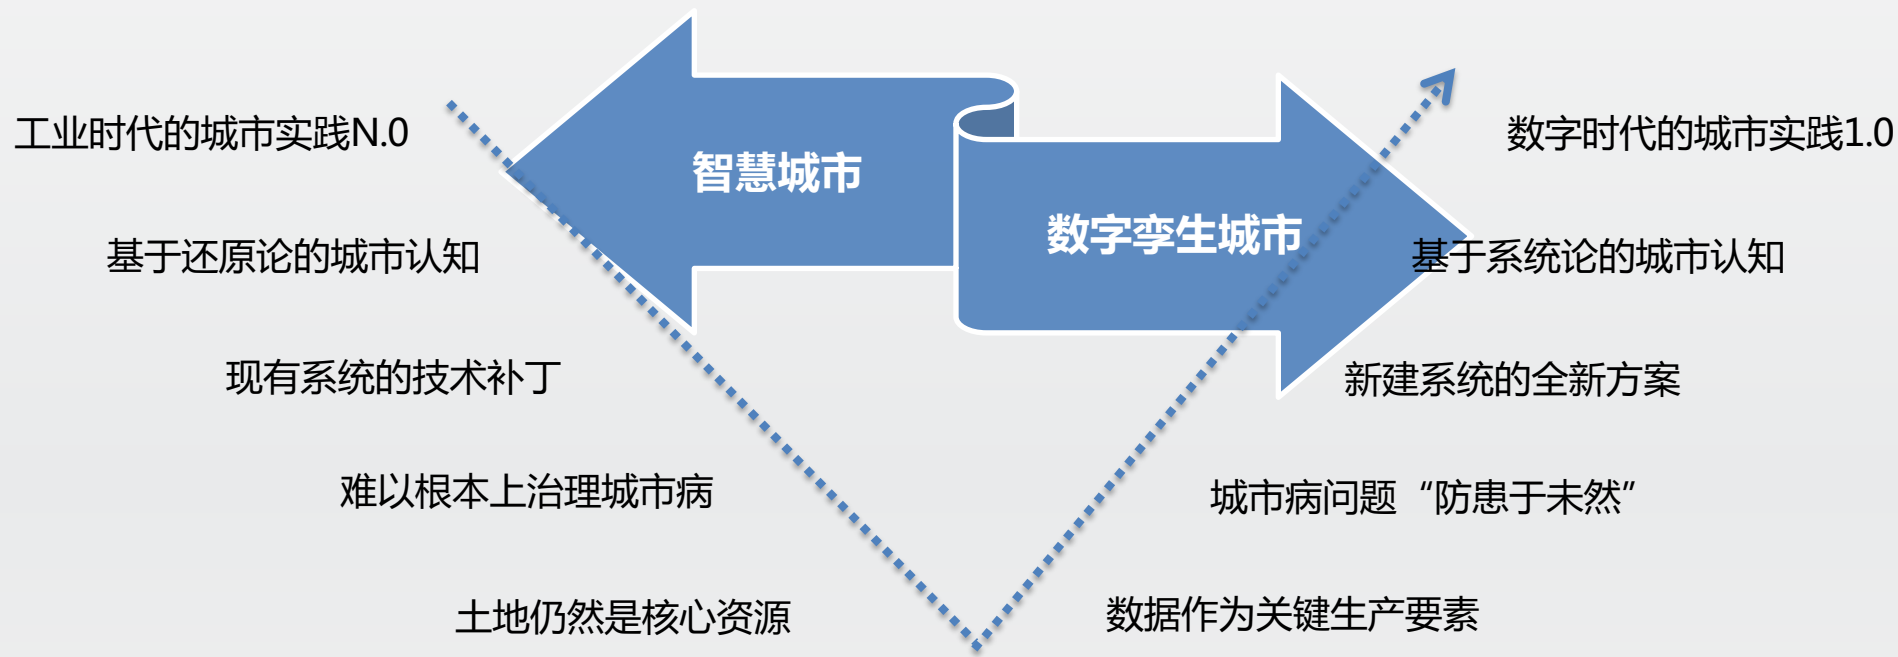 工业时代的城市实践N.0
基于还原论的城市认知
现有系统的技术补丁
难以根本上治理城市病
土地仍然是核心资源
智慧城市
数字孪生城市
数字时代的城市实践1.0
基于系统论的城市认知
新建系统的全新方案
城市病问题“防患于未然”
数据作为关键生产要素